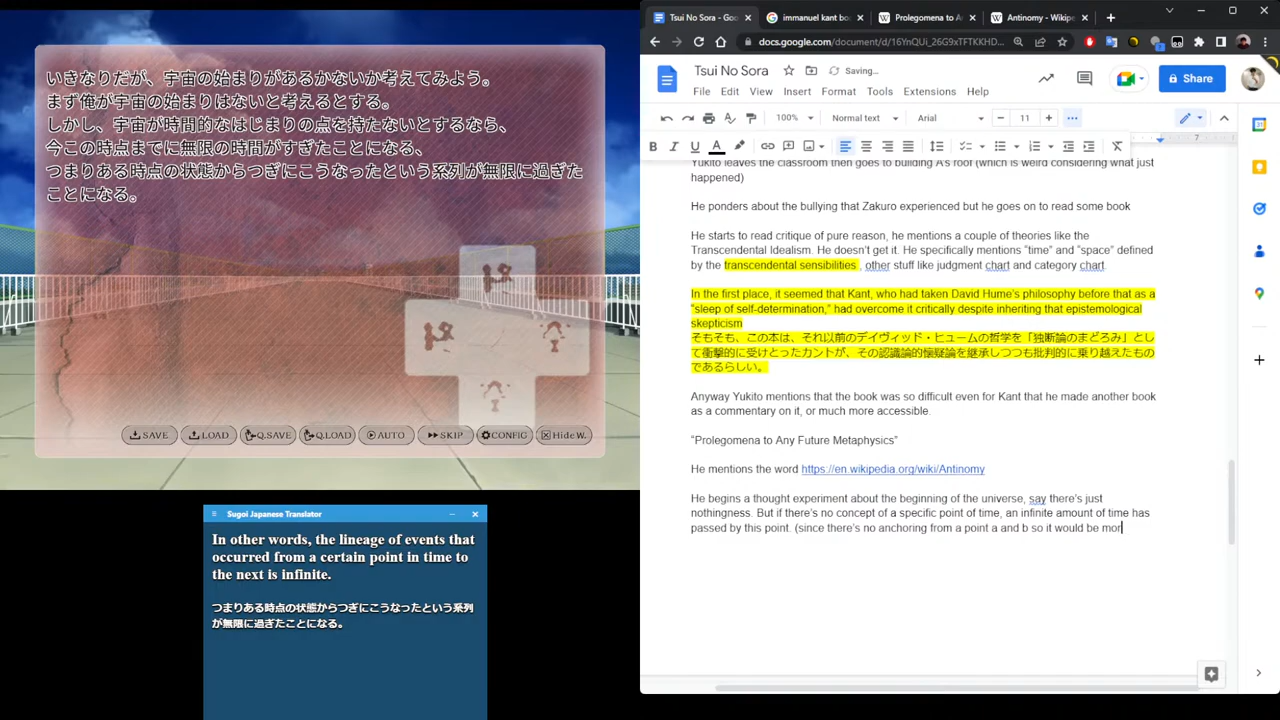 いきなりだが、宇宙の始まりがあるかないか考えてみよう。
まず俺が宇宙の始まりはないと考えるとする。
しかし、宇宙が時間的なはじまりの点を持たないとするなら、
今この時点までに無限の時間がすぎたことになる、
つまりある時点の状態からつぎにこうなったという系列が無限に過ぎた
ことになる。
SAVE LOAD Q.SAVE Q.LOAD AUTO SKIP CONFIG Hide W.
Sugoi Japanese Translator
In other words, the lineage of events that
occurred from a certain point in time to
the next is infinite.
つまりある時点の状態からつぎにこうなったという系列
が無限に過ぎたことになる。
Tsui No Sora - Goo
immanuel kant boo
Prolegomena to A
Antinomy - Wikipe
docs.google.com/document/d/16YnQUi_26G9xTFTKKHD...
Tsui No Sora
Saving...
File Edit View Insert Format Tools Extensions Help
Share
100% Normal text Arial 11
7
Yukito leaves the classroom then goes to building A's roof (which is weird considering what just
happened)
He ponders about the bullying that Zakuro experienced but he goes on to read some book
He starts to read critique of pure reason, he mentions a couple of theories like the
Transcendental Idealism. He doesn't get it. He specifically mentions "time" and "space" defined
by the transcendental sensibilities , other stuff like judgment chart and category chart.
In the first place, it seemed that Kant, who had taken David Hume's philosophy before that as a
"sleep of self-determination," had overcome it critically despite inheriting that epistemological
skepticism
そもそも、この本は、それ以前のデイヴィッド・ヒュームの哲学を「独断論のまどろみ」とし
て衝撃的に受けとったカントが、その認識論的懐疑論を継承しつつも批判的に乗り越えたもの
であるらしい。
Anyway Yukito mentions that the book was so difficult even for Kant that he made another book
as a commentary on it, or much more accessible.
"Prolegomena to Any Future Metaphysics"
He mentions the word https://en.wikipedia.org/wiki/Antinomy
He begins a thought experiment about the beginning of the universe, say there's just
nothingness. But if there's no concept of a specific point of time, an infinite amount of time has
passed by this point. (since there's no anchoring from a point a and b so it would be mor